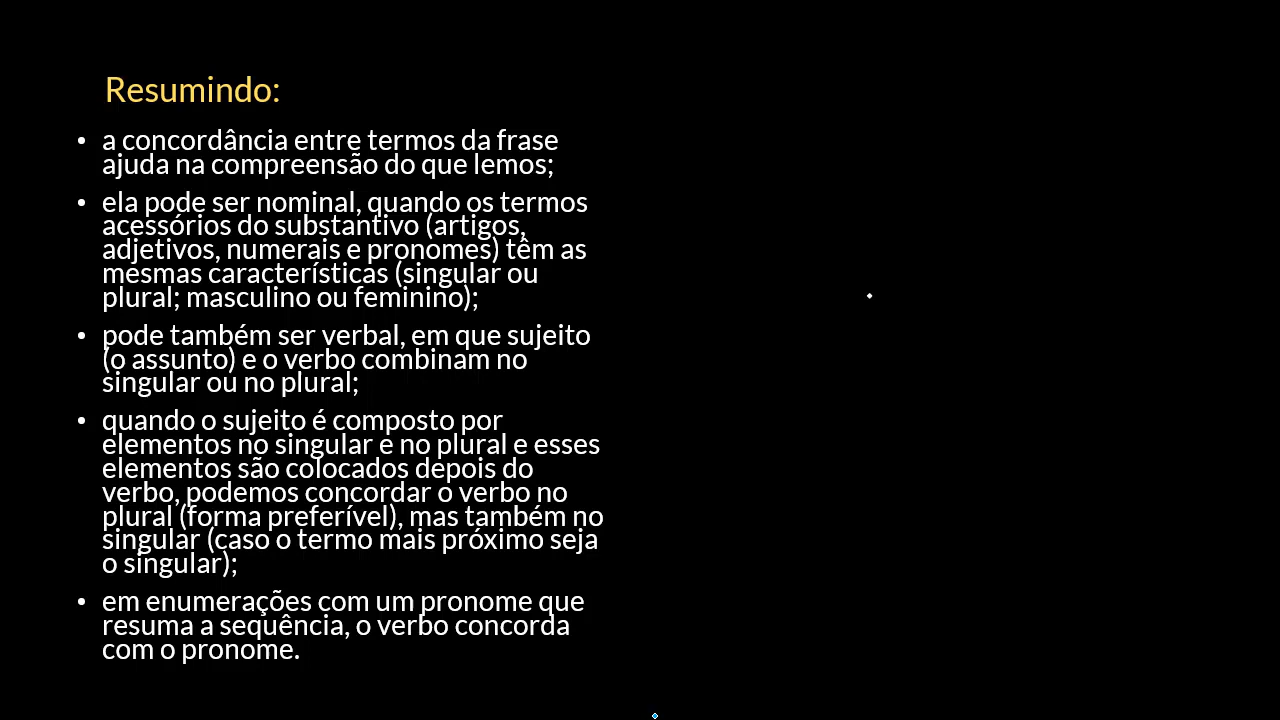 Resumindo:
• a concordância entre termos da frase
ajuda na compreensão do que lemos;
• ela pode ser nominal, quando os termos
acessórios do substantivo (artigos,
adjetivos, numerais e pronomes) têm as
mesmas características (singular ou
plural; masculino ou feminino);
• pode também ser verbal, em que sujeito
(o assunto) e o verbo combinam no
singular ou no plural;
• quando o sujeito é composto por
elementos no singular e no plural e esses
elementos são colocados depois do
verbo, podemos concordar o verbo no
plural (forma preferível), mas também no
singular (caso o termo mais próximo seja
o singular);
• em enumerações com um pronome que
resuma a sequência, o verbo concorda
com o pronome.